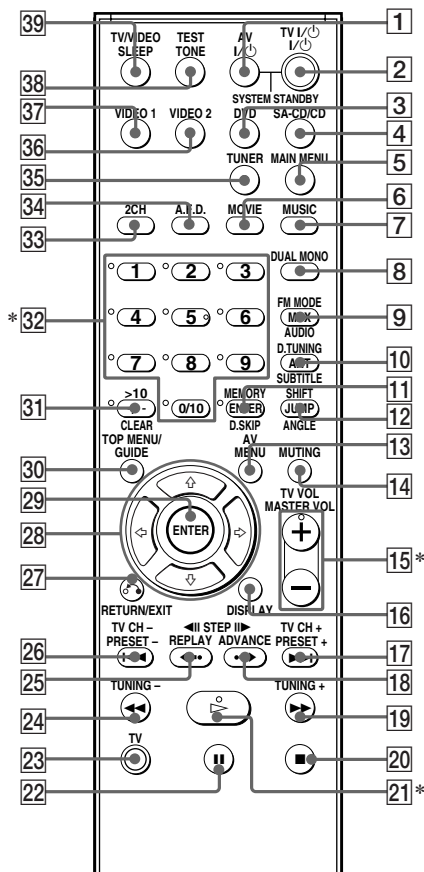 39 TV/VIDEO SLEEP TEST TONE AV I/⏻ TV I/⏻ I/⏻ 1
38 2
SYSTEM STANDBY
37 VIDEO 1 VIDEO 2 DVD SA-CD/CD 3
36 4
35 TUNER MAIN MENU 5
34 2CH A.F.D. MOVIE MUSIC 6
33 7
DUAL MONO 8
1 2 3
FM MODE
*32 4 5 6 9
AUDIO
D.TUNING
7 8 9 10
SUBTITLE
>10 MEMORY SHIFT 11
31 -
0/10 ENTER JUMP 12
CLEAR D.SKIP ANGLE
TOP MENU/GUIDE AV MENU MUTING 13
30 14
29 TV VOL
MASTER VOL
28 ENTER +
15*
27 −
16
RETURN/EXIT DISPLAY
TV CH – STEP TV CH +
26 PRESET – REPLAY ADVANCE PRESET + 17
25 18
TUNING – TUNING +
24 19
23 TV 20
22 21*